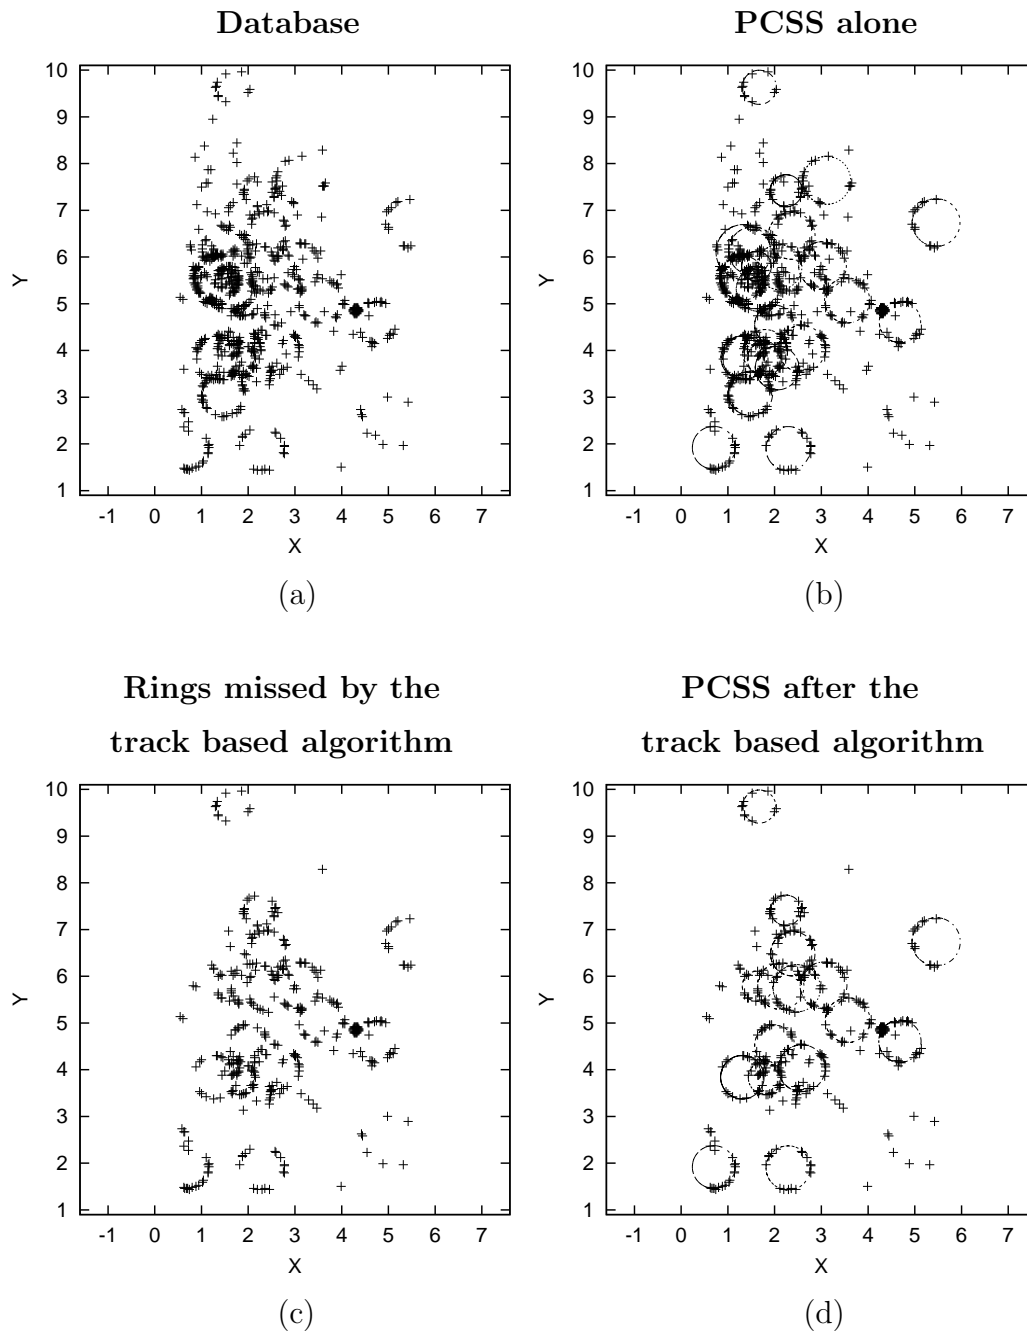 Database
PCSS alone
10
9
8
7
6
5
4
3
2
1
Y
-1 0 1 2 3 4 5 6 7
X
(a)
10
9
8
7
6
5
4
3
2
1
Y
-1 0 1 2 3 4 5 6 7
X
(b)
Rings missed by the
track based algorithm
PCSS after the
track based algorithm
10
9
8
7
6
5
4
3
2
1
Y
-1 0 1 2 3 4 5 6 7
X
(c)
10
9
8
7
6
5
4
3
2
1
Y
-1 0 1 2 3 4 5 6 7
X
(d)